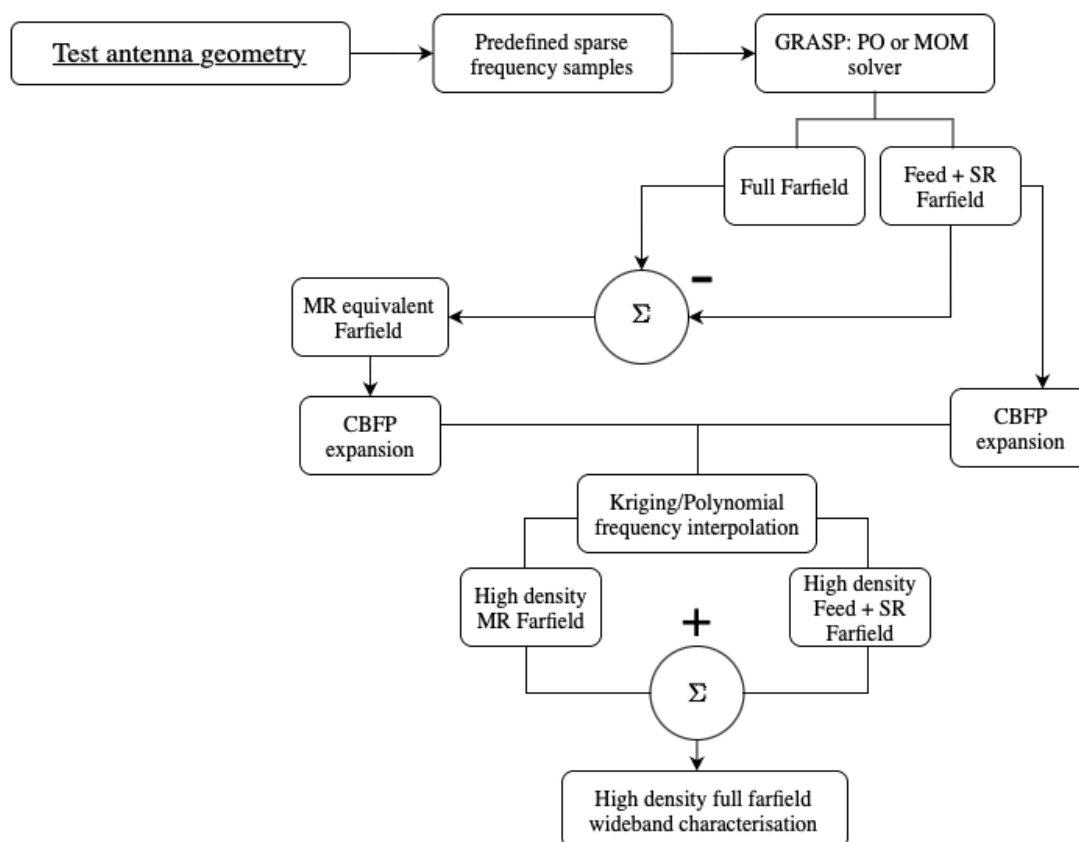 Test antenna geometry
Predefined sparse
frequency samples
GRASP: PO or MOM
solver
Full Farfield
Feed + SR
Farfield
−
Σ
MR equivalent
Farfield
CBFP
expansion
CBFP
expansion
Kriging/Polynomial
frequency interpolation
High density
MR Farfield
High density
Feed + SR
Farfield
+
Σ
High density full farfield
wideband characterisation